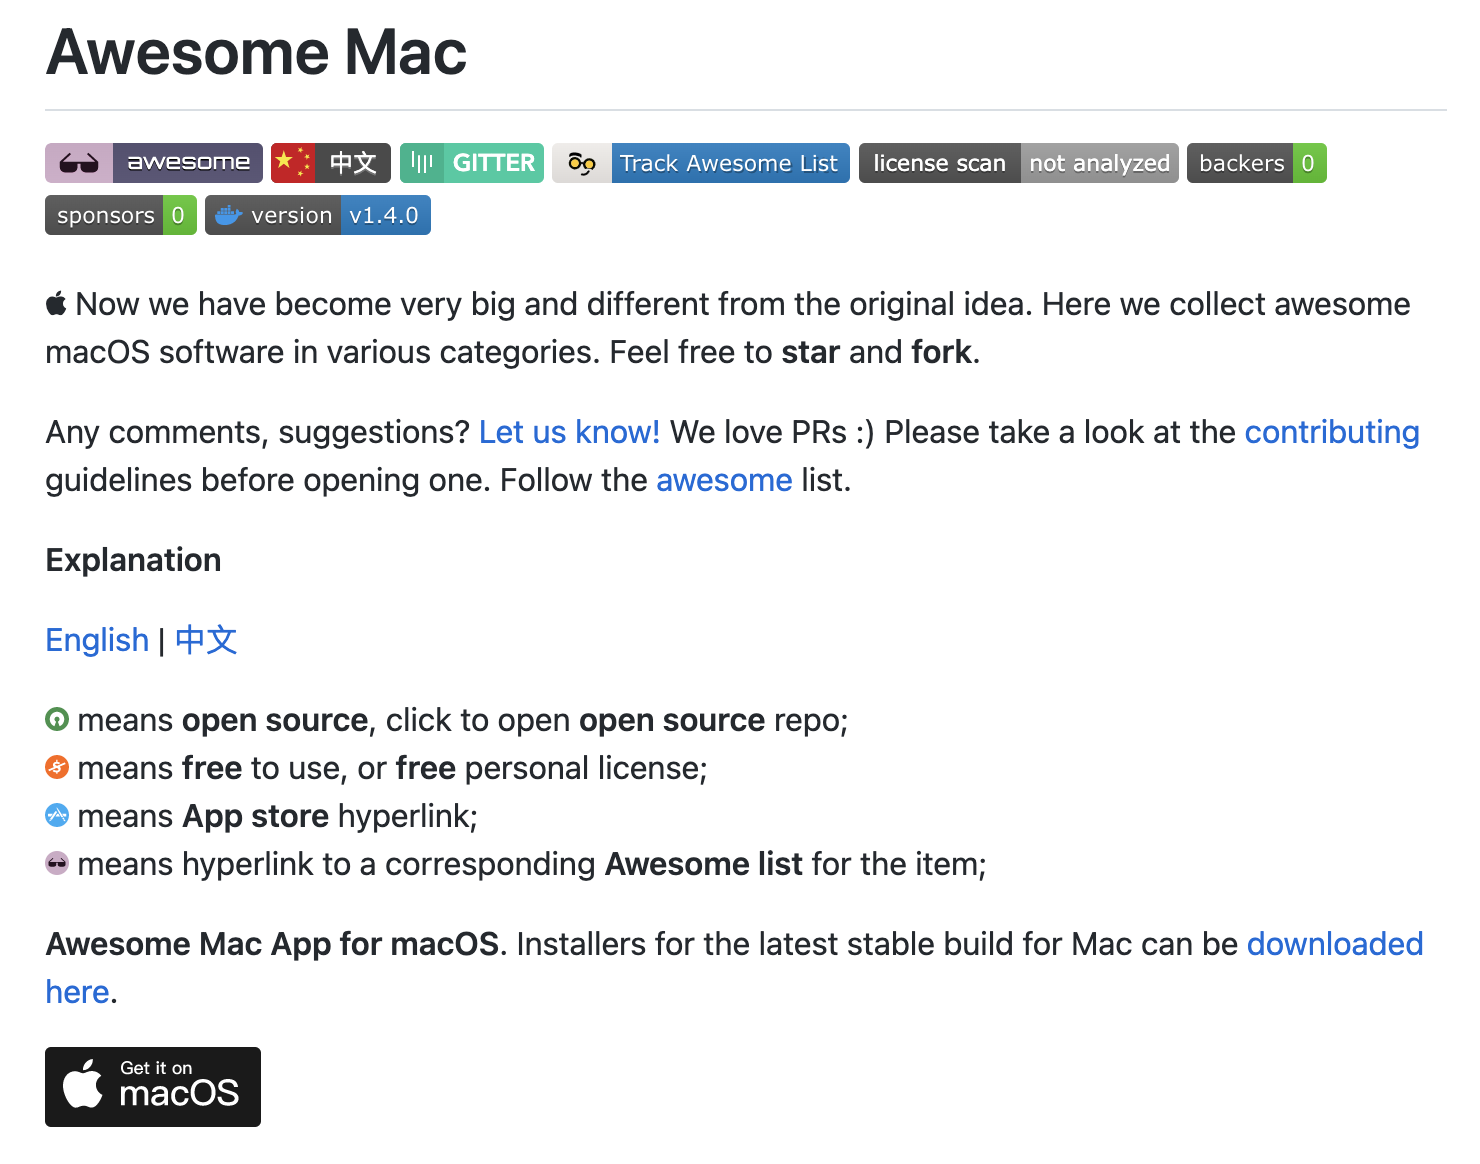 Awesome Mac
awesome 中文 GITTER Track Awesome List license scan not analyzed backers 0
sponsors 0 version v1.4.0
Now we have become very big and different from the original idea. Here we collect awesome
macOS software in various categories. Feel free to star and fork.
Any comments, suggestions? Let us know! We love PRs :) Please take a look at the contributing
guidelines before opening one. Follow the awesome list.
Explanation
English | 中文
means open source, click to open open source repo;
means free to use, or free personal license;
means App store hyperlink;
means hyperlink to a corresponding Awesome list for the item;
Awesome Mac App for macOS. Installers for the latest stable build for Mac can be downloaded
here.
Get it on
macOS